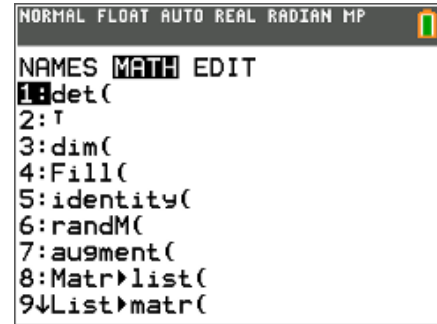 NORMAL FLOAT AUTO REAL RADIAN MP
NAMES MATH EDIT
1:det(
2:ᵀ
3:dim(
4:Fill(
5:identity(
6:randM(
7:augment(
8:Matr▸list(
9↓List▸matr(